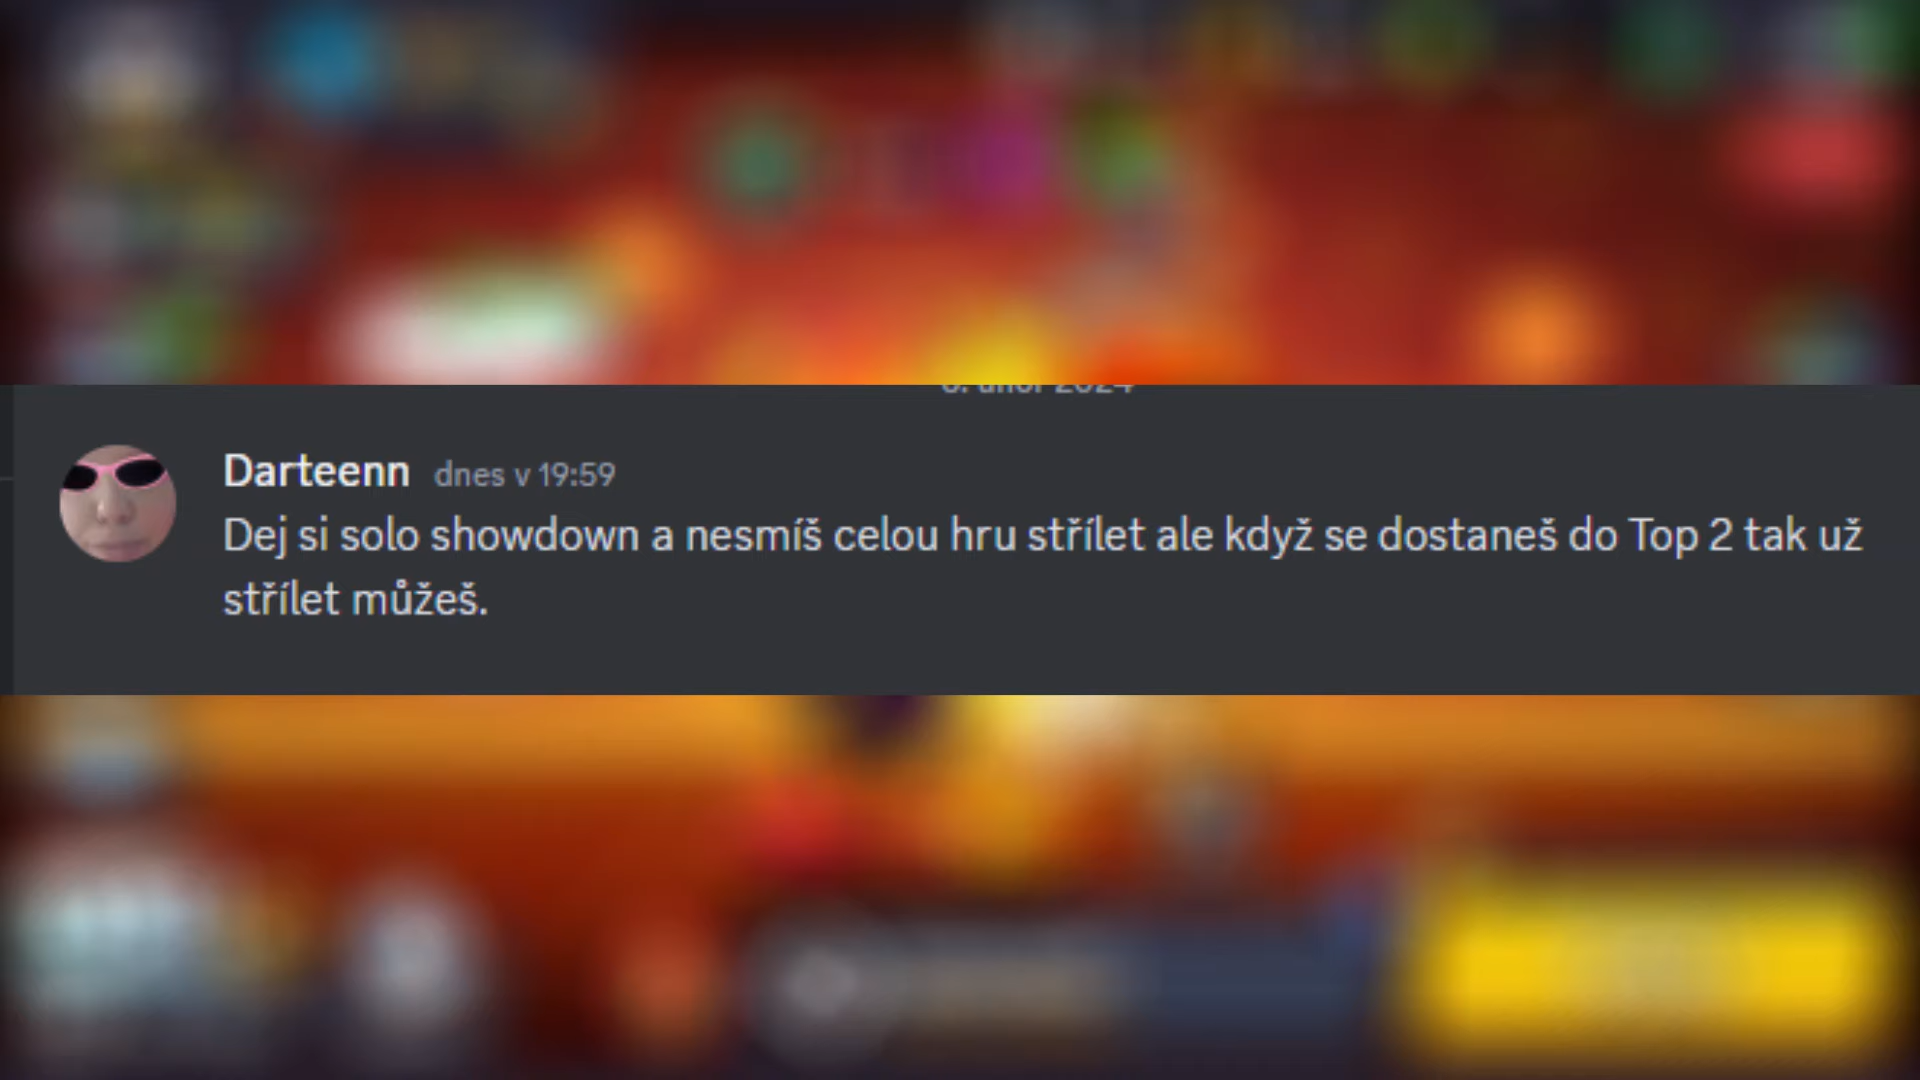 Darteenn dnes v 19:59
Dej si solo showdown a nesmíš celou hru střílet ale když se dostaneš do Top 2 tak už
střílet můžeš.